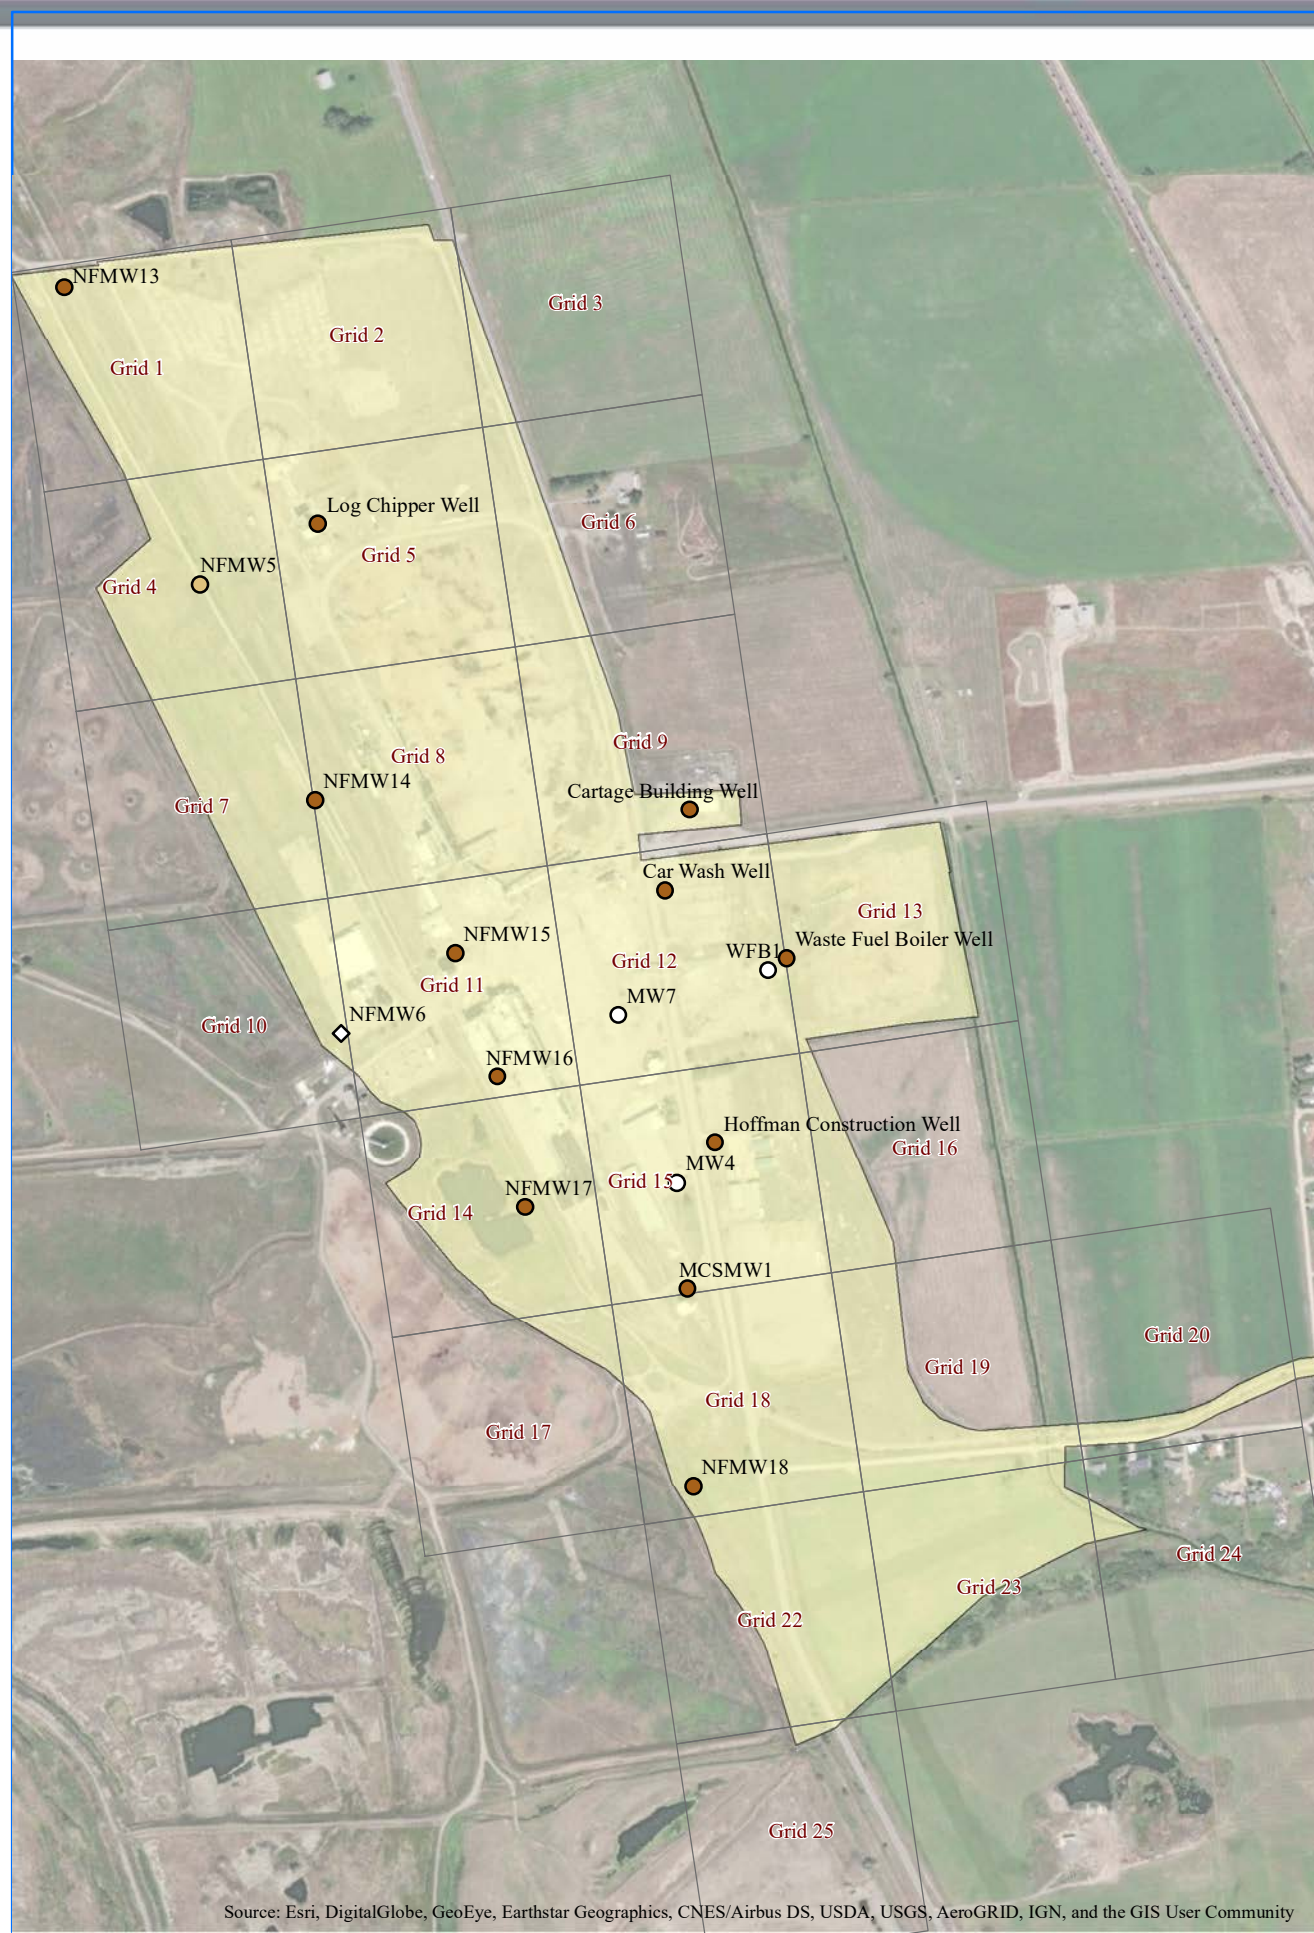 NFMW13
Grid 3
Grid 2
Grid 1
Log Chipper Well
Grid 6
Grid 5
NFMW5
Grid 4
Grid 9
Grid 8
NFMW14
Cartage Building Well
Grid 7
Car Wash Well
Grid 13
NFMW15
Waste Fuel Boiler Well
WFB1
Grid 12
Grid 11
MW7
NFMW6
Grid 10
NFMW16
Hoffman Construction Well
Grid 16
MW4
Grid 15
NFMW17
Grid 14
MCSMW1
Grid 20
Grid 19
Grid 18
Grid 17
NFMW18
Grid 24
Grid 23
Grid 22
Grid 25
Source: Esri, DigitalGlobe, GeoEye, Earthstar Geographics, CNES/Airbus DS, USDA, USGS, AeroGRID, IGN, and the GIS User Community